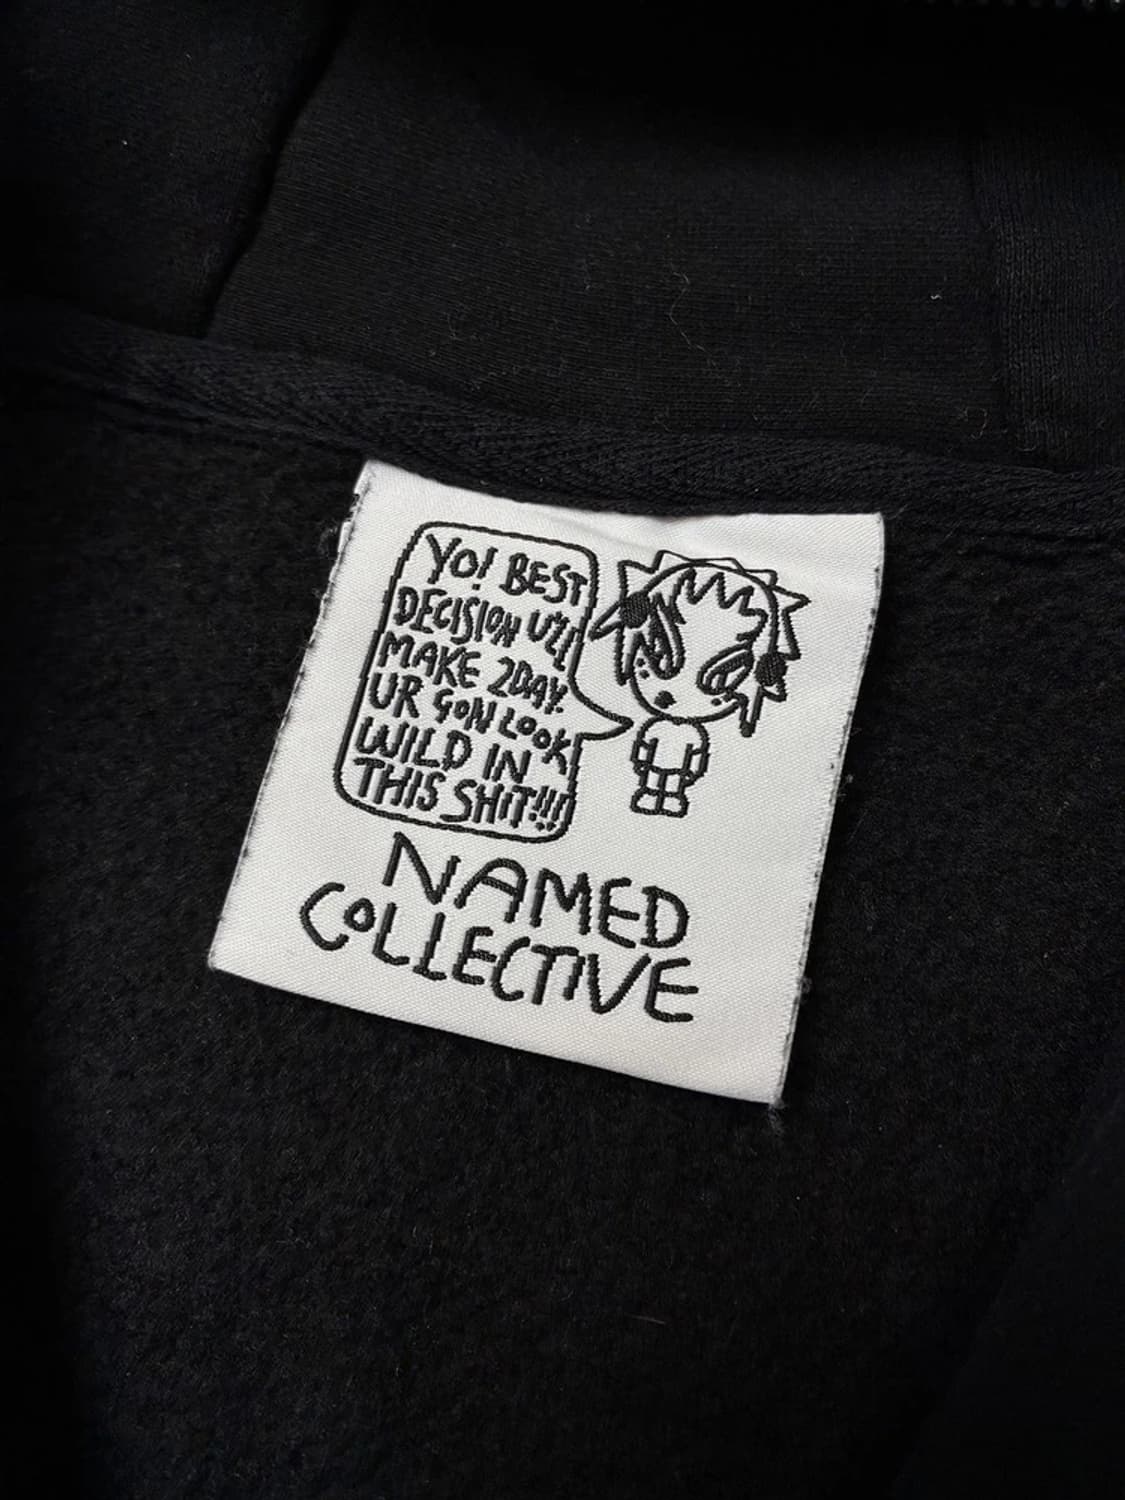 YO! BEST
DECISION U'LL
MAKE 2DAY.
UR GON LOOK
WILD IN
THIS SHIT!!!
NAMED
COLLECTIVE